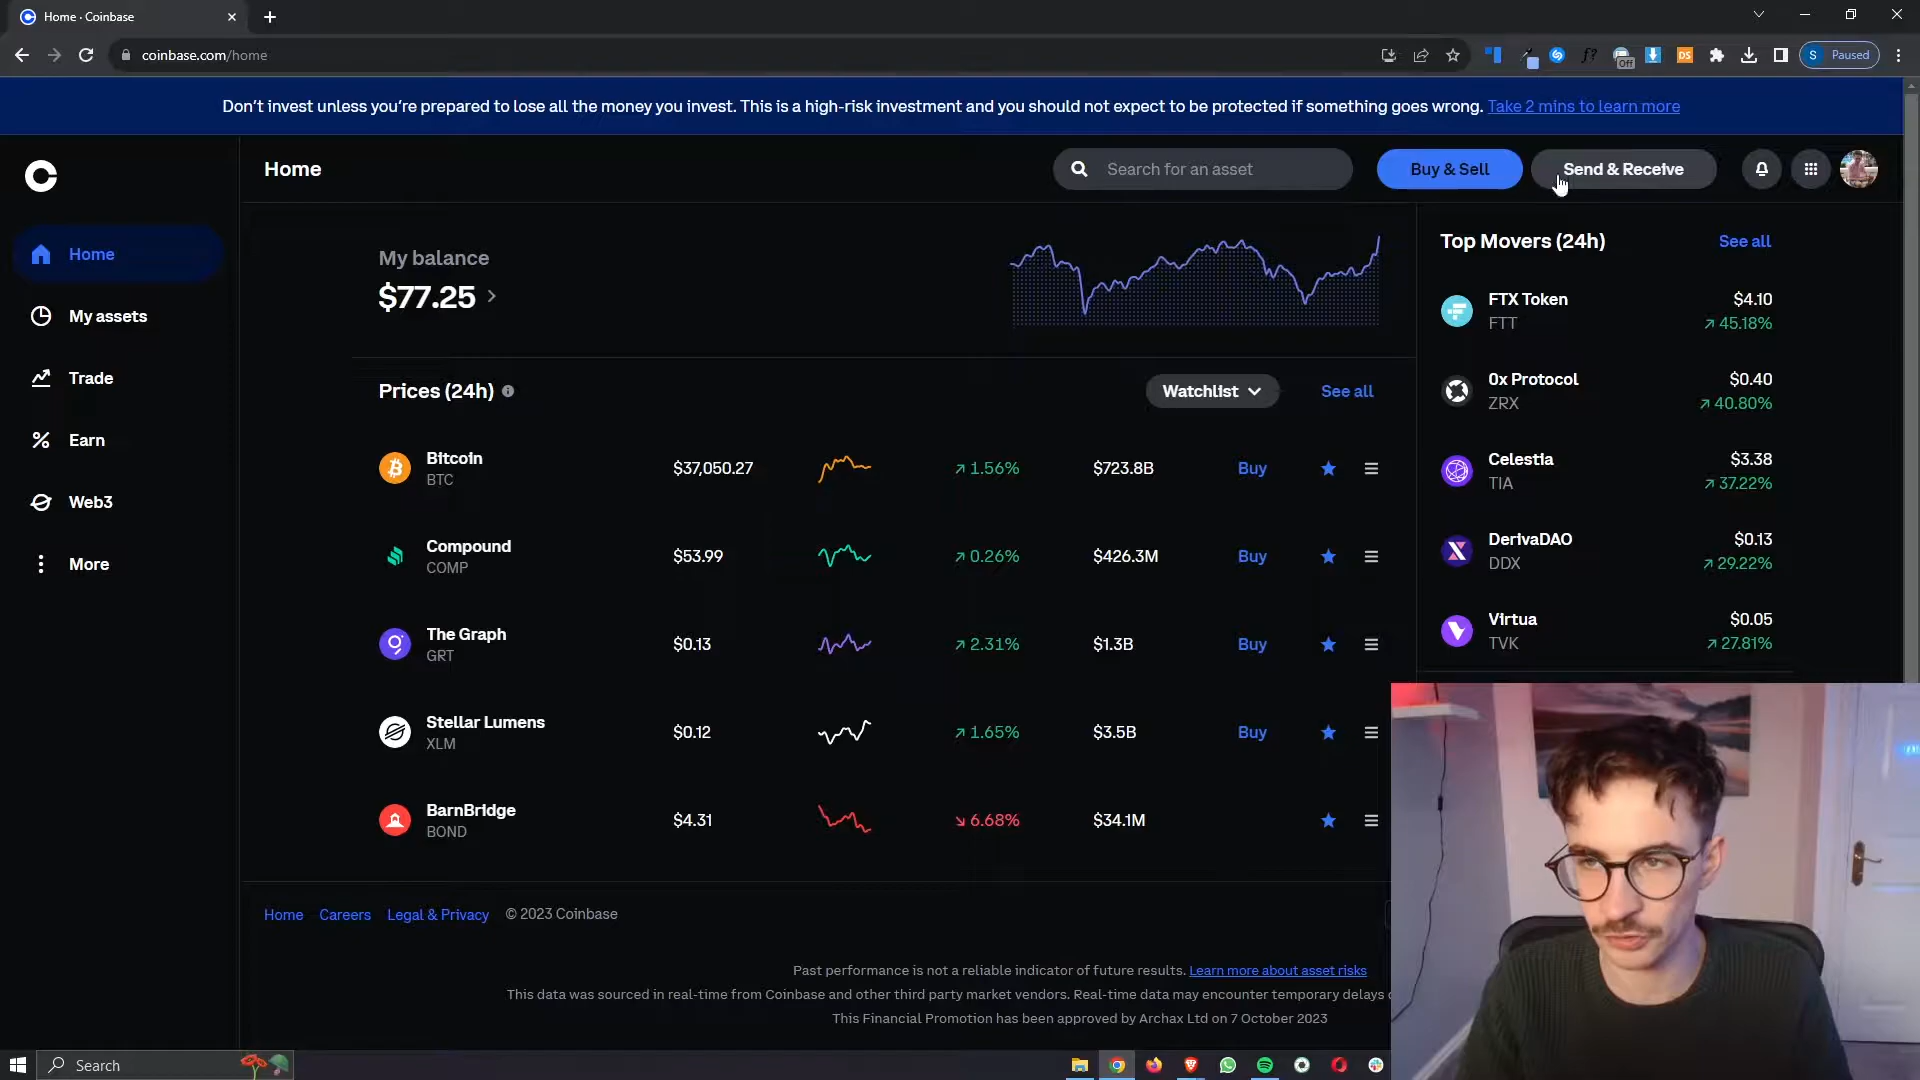 Home · Coinbase
coinbase.com/home
Off
DS
S Paused
Don't invest unless you're prepared to lose all the money you invest. This is a high-risk investment and you should not expect to be protected if something goes wrong. Take 2 mins to learn more
Home
Search for an asset
Buy & Sell
Send & Receive
Home
My assets
Trade
Earn
Web3
More
My balance
$77.25
Prices (24h)
Watchlist
See all
Bitcoin
BTC
$37,050.27
1.56%
$723.8B
Buy
Compound
COMP
$53.99
0.26%
$426.3M
Buy
The Graph
GRT
$0.13
2.31%
$1.3B
Buy
Stellar Lumens
XLM
$0.12
1.65%
$3.5B
Buy
BarnBridge
BOND
$4.31
6.68%
$34.1M
Top Movers (24h)
See all
FTX Token
$4.10
FTT
45.18%
0x Protocol
$0.40
ZRX
40.80%
Celestia
$3.38
TIA
37.22%
DerivaDAO
$0.13
DDX
29.22%
Virtua
$0.05
TVK
27.81%
Home Careers Legal & Privacy © 2023 Coinbase
Past performance is not a reliable indicator of future results. Learn more about asset risks
This data was sourced in real-time from Coinbase and other third party market vendors. Real-time data may encounter temporary delays
This Financial Promotion has been approved by Archax Ltd on 7 October 2023
Search